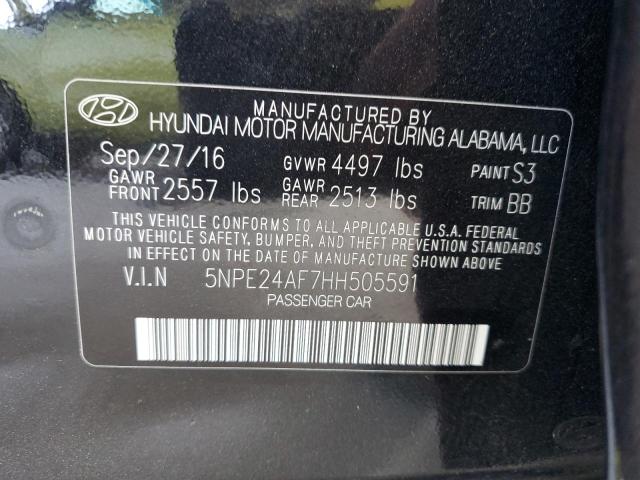 MANUFACTURED BY
HYUNDAI MOTOR MANUFACTURING ALABAMA, LLC
Sep/27/16 GVWR 4497 lbs PAINT S3
GAWR FRONT 2557 lbs GAWR REAR 2513 lbs TRIM BB
THIS VEHICLE CONFORMS TO ALL APPLICABLE U.S.A. FEDERAL
MOTOR VEHICLE SAFETY, BUMPER, AND THEFT PREVENTION STANDARDS
IN EFFECT ON THE DATE OF MANUFACTURE SHOWN ABOVE.
V.I.N 5NPE24AF7HH505591
PASSENGER CAR